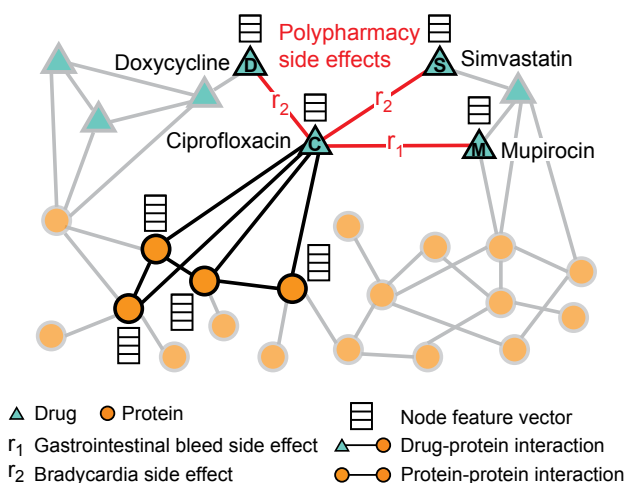 Polypharmacy
side effects
Doxycycline
D
S
Simvastatin
r2
r2
Ciprofloxacin
C
r1
M
Mupirocin
Drug
Protein
Node feature vector
r1 Gastrointestinal bleed side effect
Drug-protein interaction
r2 Bradycardia side effect
Protein-protein interaction